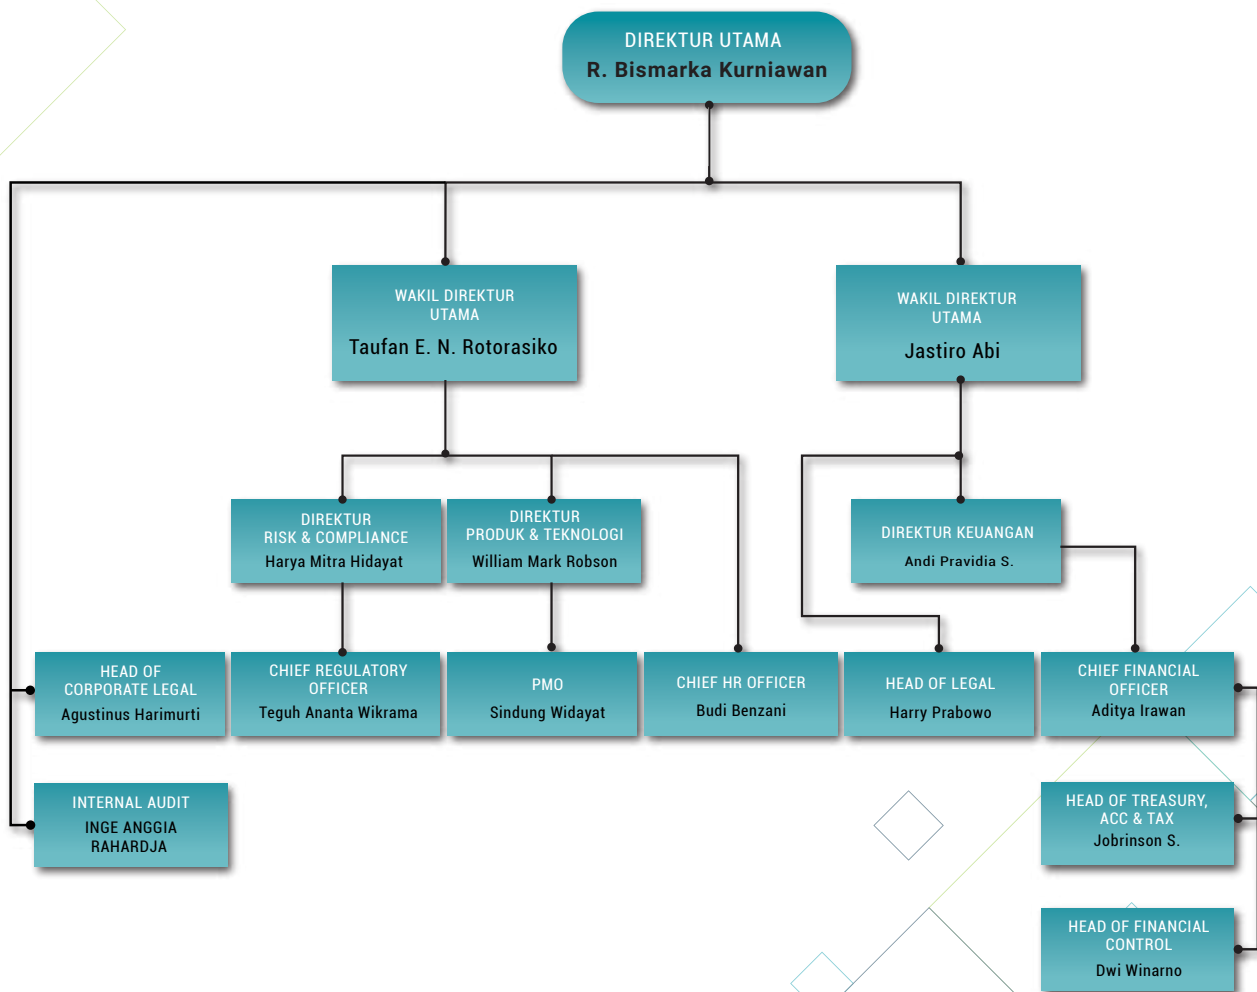 DIREKTUR UTAMA
R. Bismarka Kurniawan
WAKIL DIREKTUR
UTAMA
Taufan E. N. Rotorasiko
WAKIL DIREKTUR
UTAMA
Jastiro Abi
DIREKTUR
RISK & COMPLIANCE
Harya Mitra Hidayat
DIREKTUR
PRODUK & TEKNOLOGI
William Mark Robson
DIREKTUR KEUANGAN
Andi Pravidia S.
HEAD OF
CORPORATE LEGAL
Agustinus Harimurti
CHIEF REGULATORY
OFFICER
Teguh Ananta Wikrama
PMO
Sindung Widayat
CHIEF HR OFFICER
Budi Benzani
HEAD OF LEGAL
Harry Prabowo
CHIEF FINANCIAL
OFFICER
Aditya Irawan
INTERNAL AUDIT
INGE ANGGIA
RAHARDJA
HEAD OF TREASURY,
ACC & TAX
Jobrinson S.
HEAD OF FINANCIAL
CONTROL
Dwi Winarno